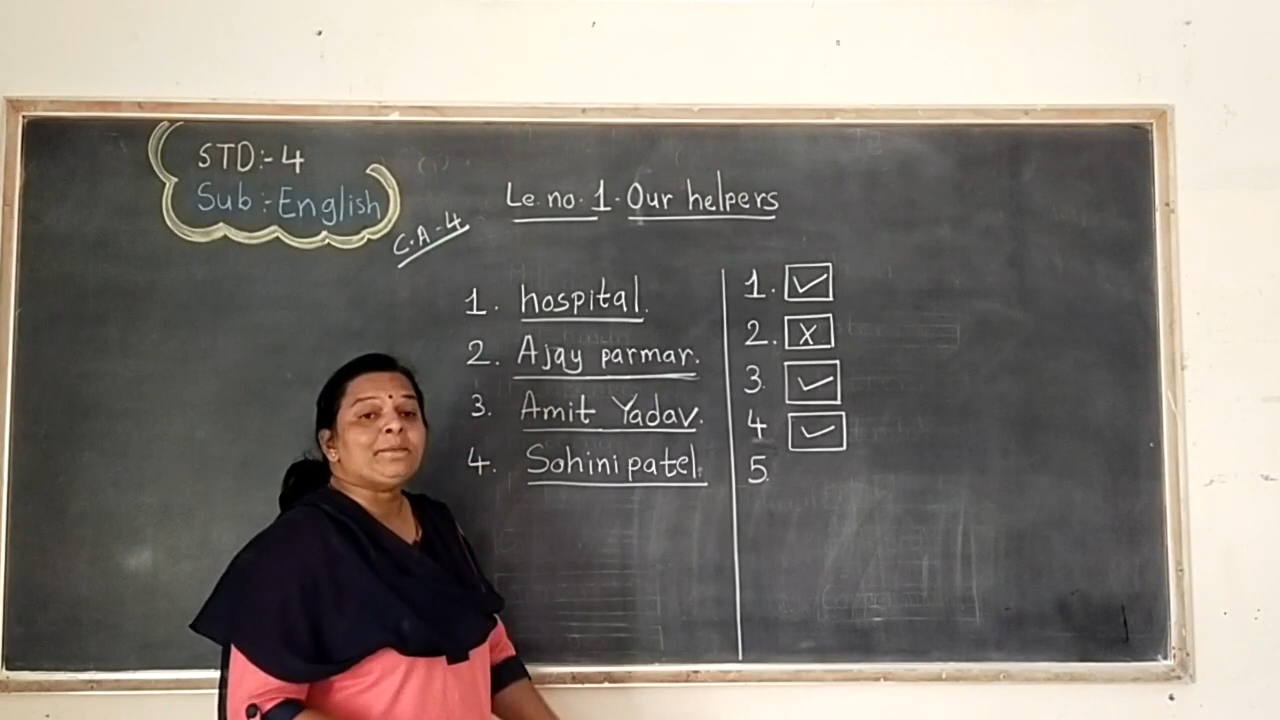 STD:- 4
Sub:- English
C.A-4
Le. no. 1. Our helpers
1. hospital.
2. Ajay parmar.
3. Amit Yadav.
4. Sohini patel.
1. ✓
2. X
3. ✓
4 ✓
5.